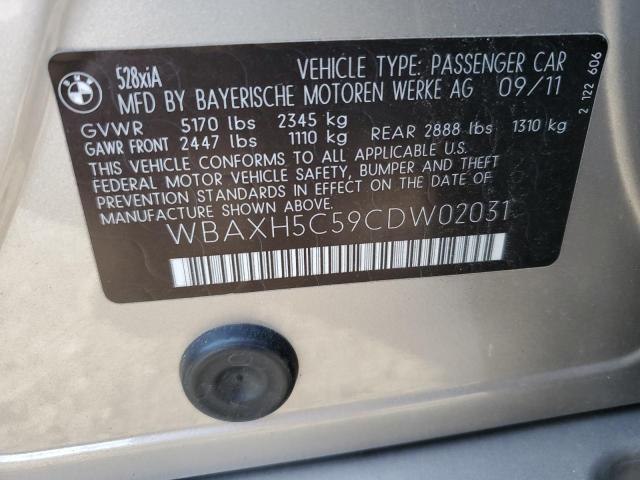 BMW
528xiA
VEHICLE TYPE: PASSENGER CAR
MFD BY BAYERISCHE MOTOREN WERKE AG 09/11
GVWR 5170 lbs 2345 kg
GAWR FRONT 2447 lbs 1110 kg REAR 2888 lbs 1310 kg
THIS VEHICLE CONFORMS TO ALL APPLICABLE U.S.
FEDERAL MOTOR VEHICLE SAFETY, BUMPER AND THEFT
PREVENTION STANDARDS IN EFFECT ON THE DATE OF
MANUFACTURE SHOWN ABOVE.
WBAXH5C59CDW02031
2 122 606